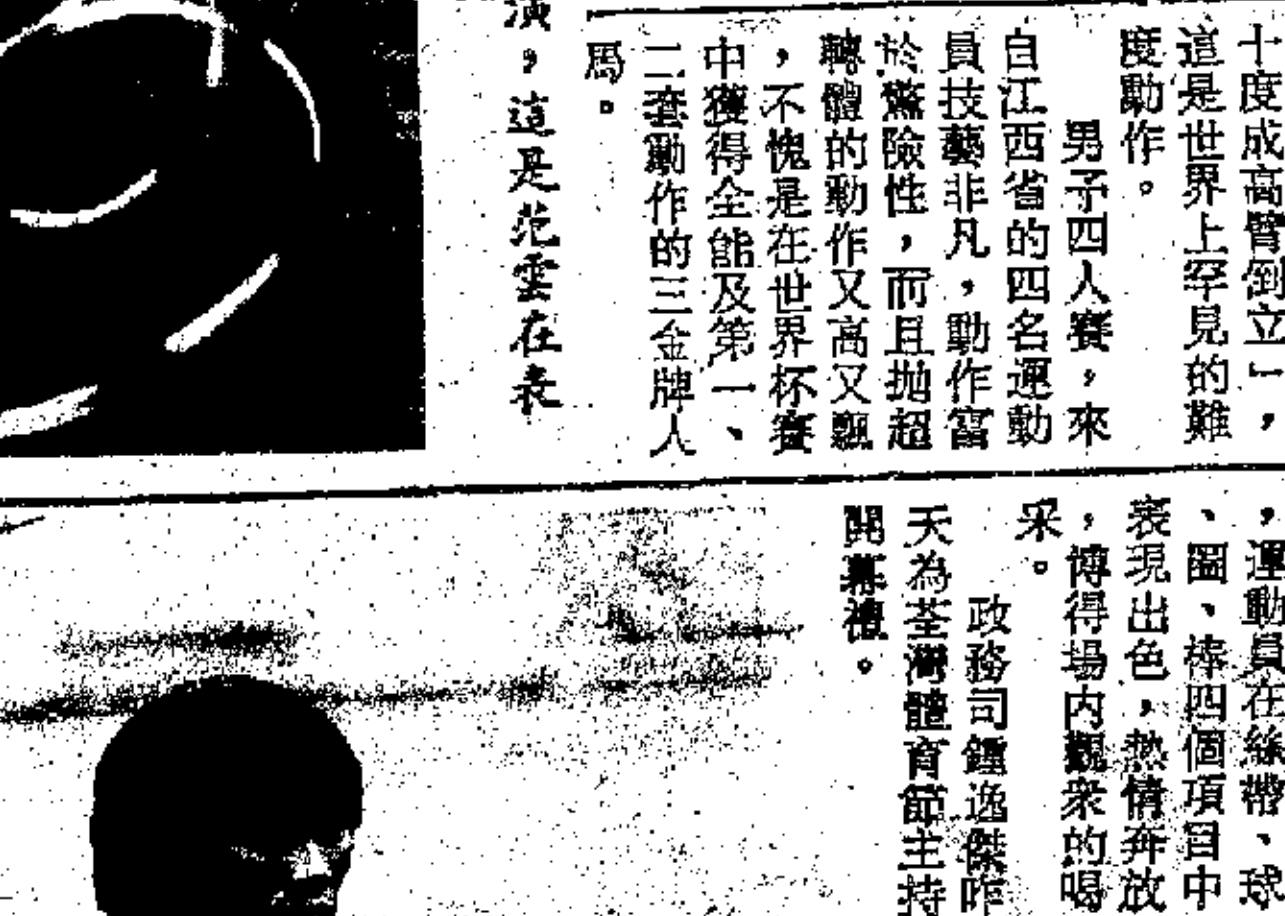 十度成高臂倒立」，
這是世界上罕見的難
度動作。
男子四人賽，來
自江西省的四名運動
員技藝非凡，動作富
於驚險性，而且拋超
轉體的動作又高又飄
，不愧是在世界杯賽
中獲得全能及第一、
二套動作的三金牌人
馬。
演，這是范雲在表
，運動員在絲帶、球
、圈、棒四個項目中
表現出色，熱情奔放
，博得場內觀衆的喝
采。
政務司鍾逸傑昨
天為荃灣體育節主持
開幕禮。